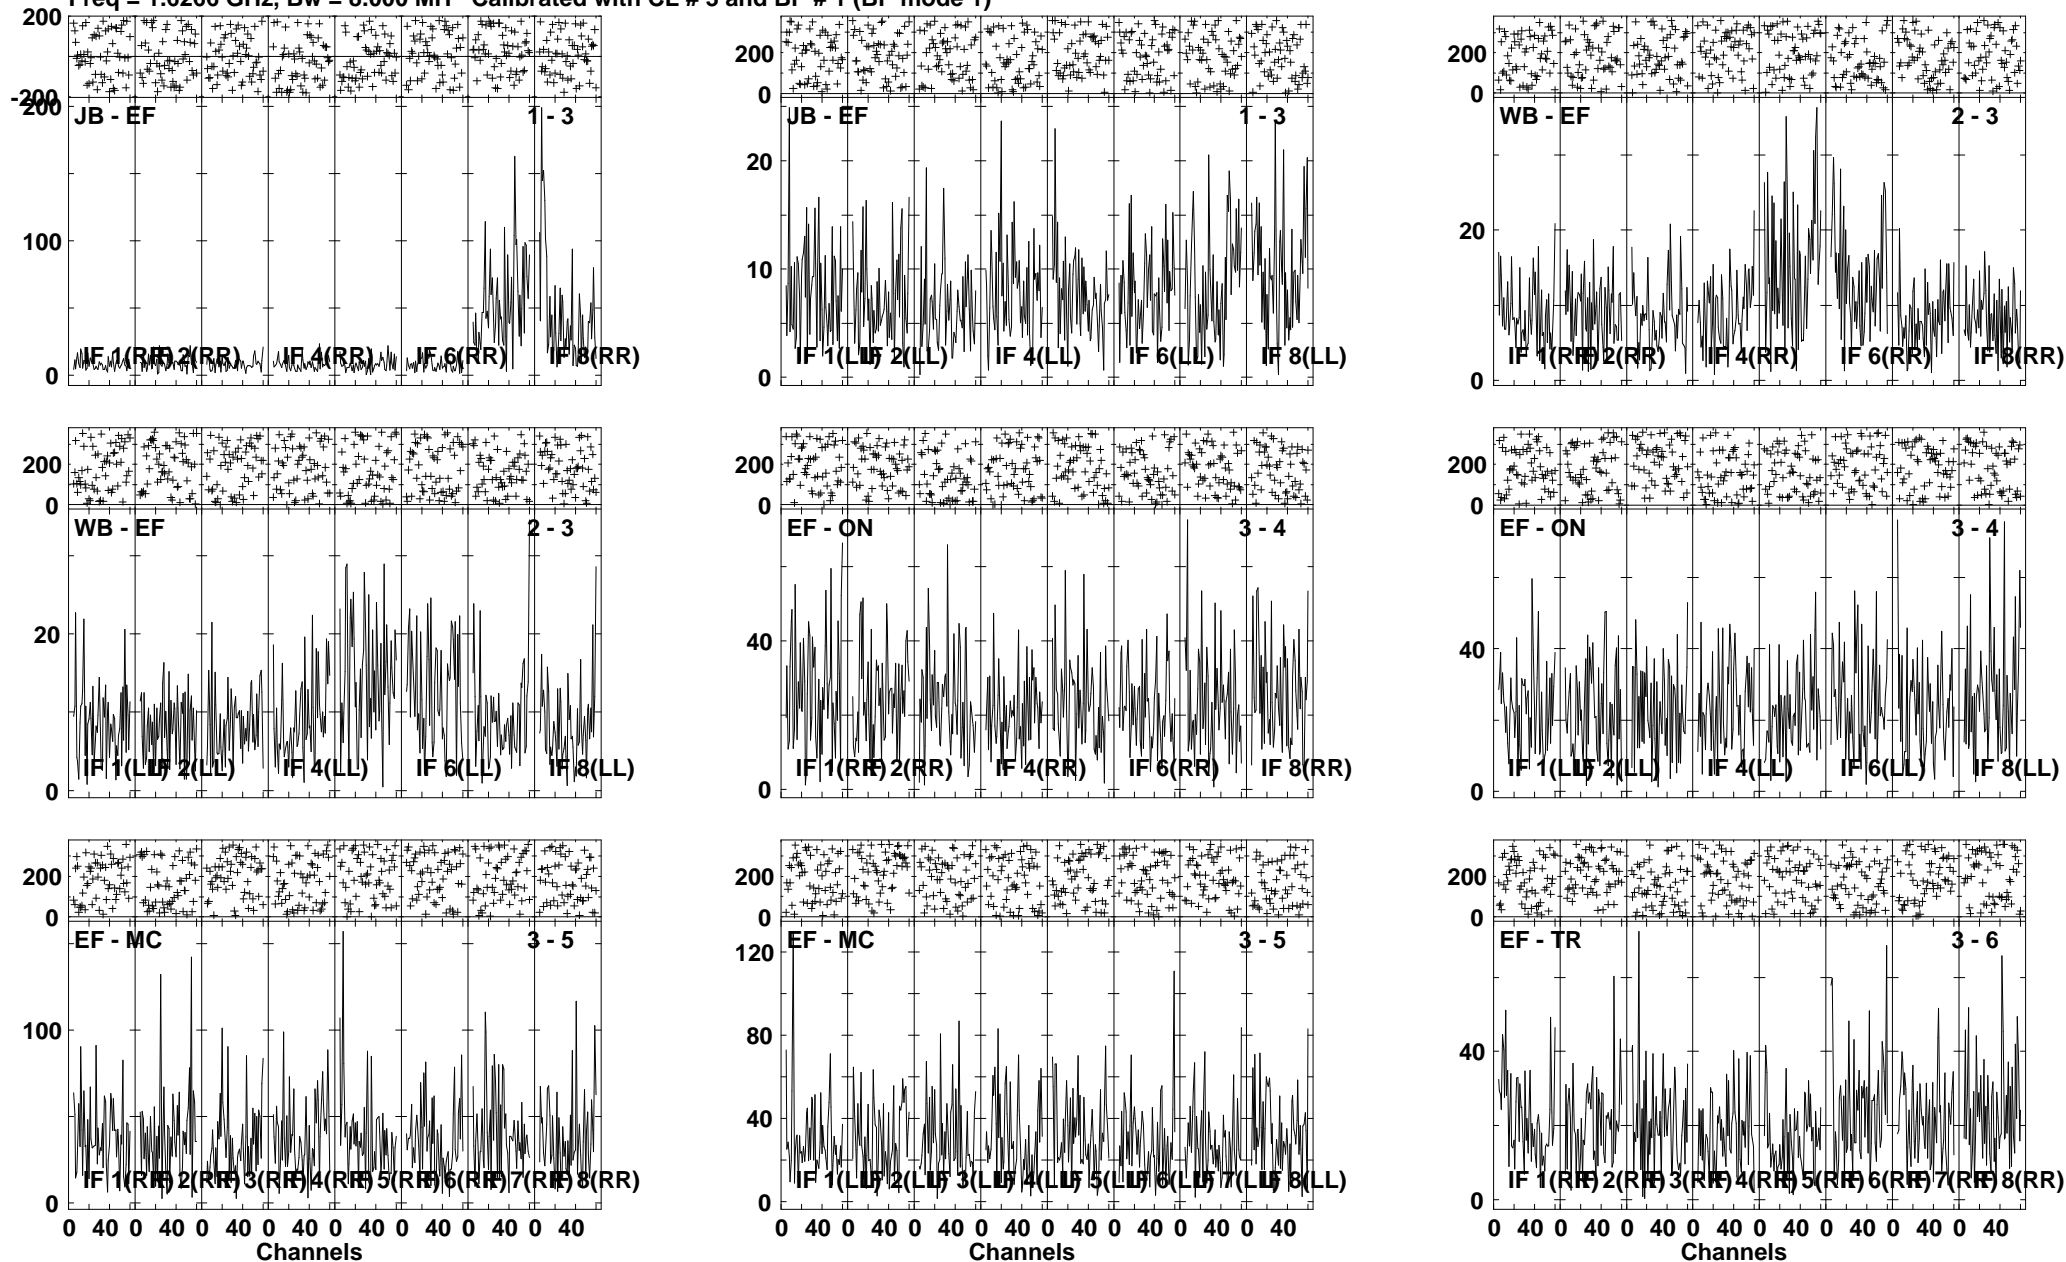 Calibrated with CL # 3 and BP # 1 (BP mode 1)
200
-200
200
0
200
0
200
JB - EF 1 - 3
JB - EF 1 - 3
WB - EF 2 - 3
100
0
20
10
0
20
0
IF 1(RR) IF 2(RR) IF 4(RR) IF 6(RR) IF 8(RR)
IF 1(LL) IF 2(LL) IF 4(LL) IF 6(LL) IF 8(LL)
IF 1(RR) IF 2(RR) IF 4(RR) IF 6(RR) IF 8(RR)
200
0
200
0
200
0
WB - EF 2 - 3
EF - ON 3 - 4
EF - ON 3 - 4
20
0
40
0
40
0
IF 1(LL) IF 2(LL) IF 4(LL) IF 6(LL) IF 8(LL)
IF 1(RR) IF 2(RR) IF 4(RR) IF 6(RR) IF 8(RR)
IF 1(LL) IF 2(LL) IF 4(LL) IF 6(LL) IF 8(LL)
200
0
200
0
200
0
EF - MC 3 - 5
EF - MC 3 - 5
EF - TR 3 - 6
100
0
120
80
40
0
40
0
IF 1(RR) IF 2(RR) IF 3(RR) IF 4(RR) IF 5(RR) IF 6(RR) IF 7(RR) IF 8(RR)
IF 1(LL) IF 2(LL) IF 3(LL) IF 4(LL) IF 5(LL) IF 6(LL) IF 7(LL) IF 8(LL)
IF 1(RR) IF 2(RR) IF 3(RR) IF 4(RR) IF 5(RR) IF 6(RR) IF 7(RR) IF 8(RR)
0 40 0 40 0 40 0 40 0 40 0 40 0 40 0 40
0 40 0 40 0 40 0 40 0 40 0 40 0 40 0 40
0 40 0 40 0 40 0 40 0 40 0 40 0 40 0 40
Channels
Channels
Channels